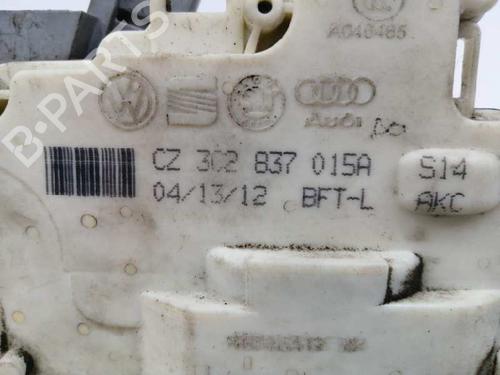 A046485
B-PARTS
Audi
CZ 3C2 837 015A
S14
04/13/12 BFT-L
AKC